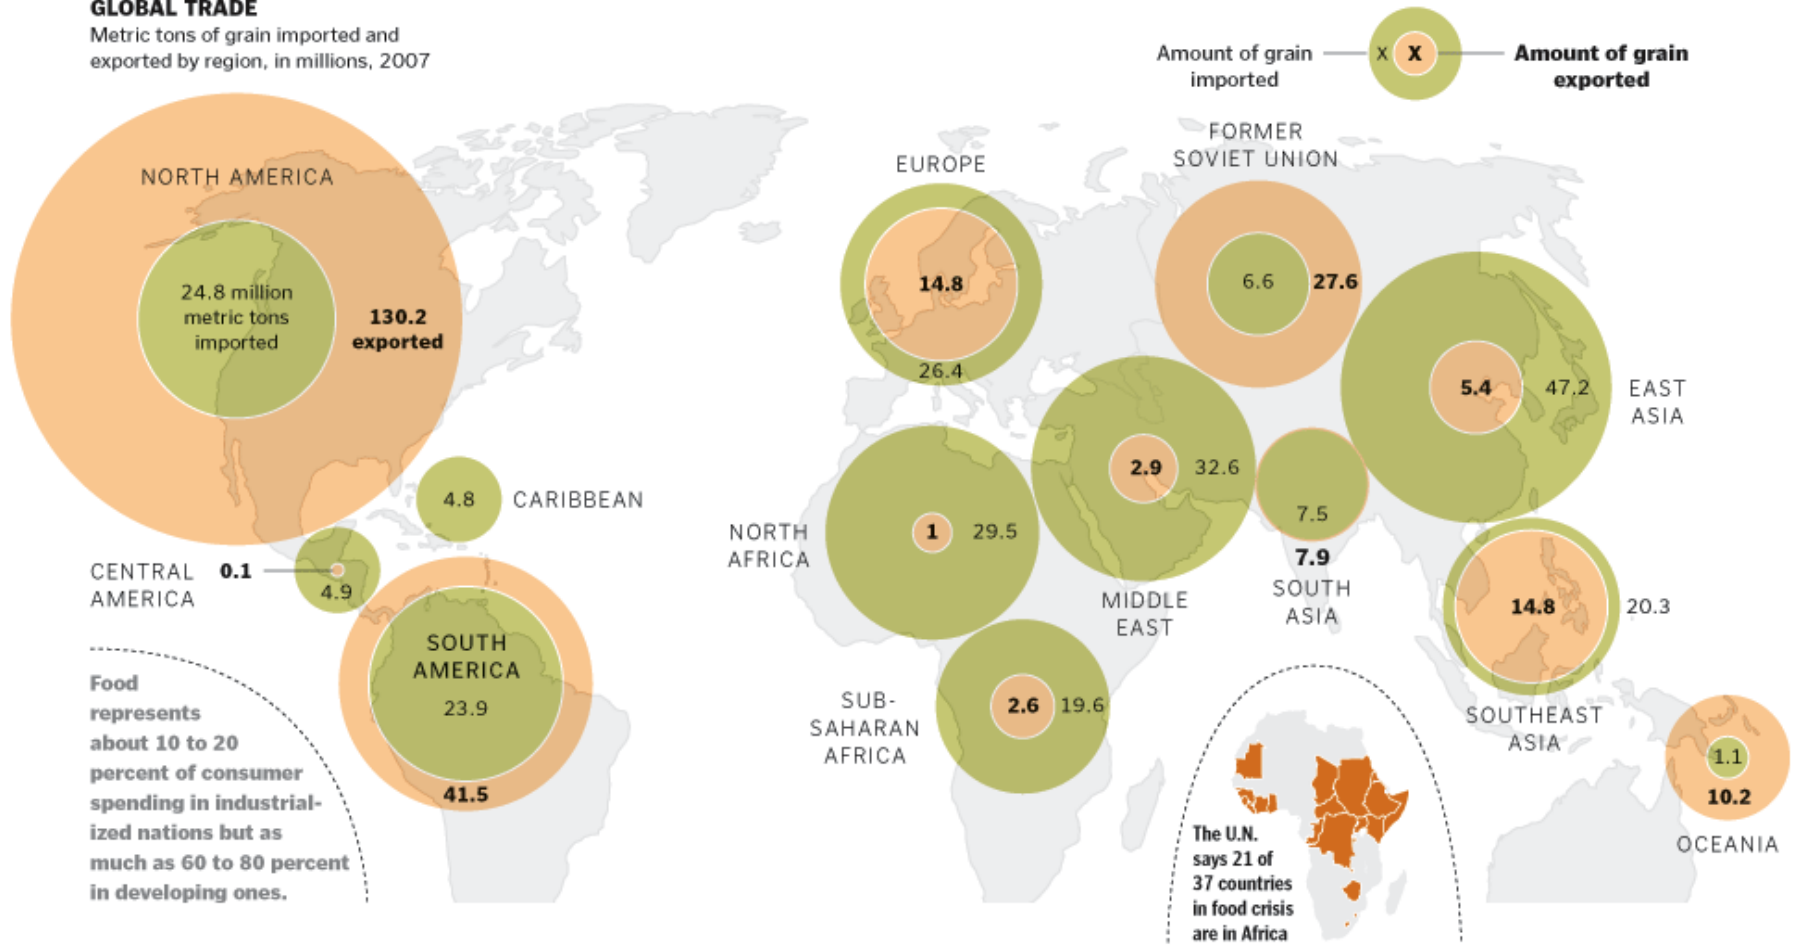 GLOBAL TRADE
Metric tons of grain imported and
exported by region, in millions, 2007
Amount of grain
imported
X
X
Amount of grain
exported
NORTH AMERICA
24.8 million
metric tons
imported
130.2
exported
4.8
CARIBBEAN
CENTRAL
AMERICA
0.1
4.9
SOUTH
AMERICA
23.9
41.5
Food
represents
about 10 to 20
percent of consumer
spending in industrial-
ized nations but as
much as 60 to 80 percent
in developing ones.
EUROPE
14.8
26.4
FORMER
SOVIET UNION
6.6
27.6
5.4
47.2
EAST
ASIA
NORTH
AFRICA
1
29.5
2.9
32.6
MIDDLE
EAST
7.5
7.9
SOUTH
ASIA
14.8
20.3
SOUTHEAST
ASIA
SUB-
SAHARAN
AFRICA
2.6
19.6
1.1
10.2
OCEANIA
The U.N.
says 21 of
37 countries
in food crisis
are in Africa